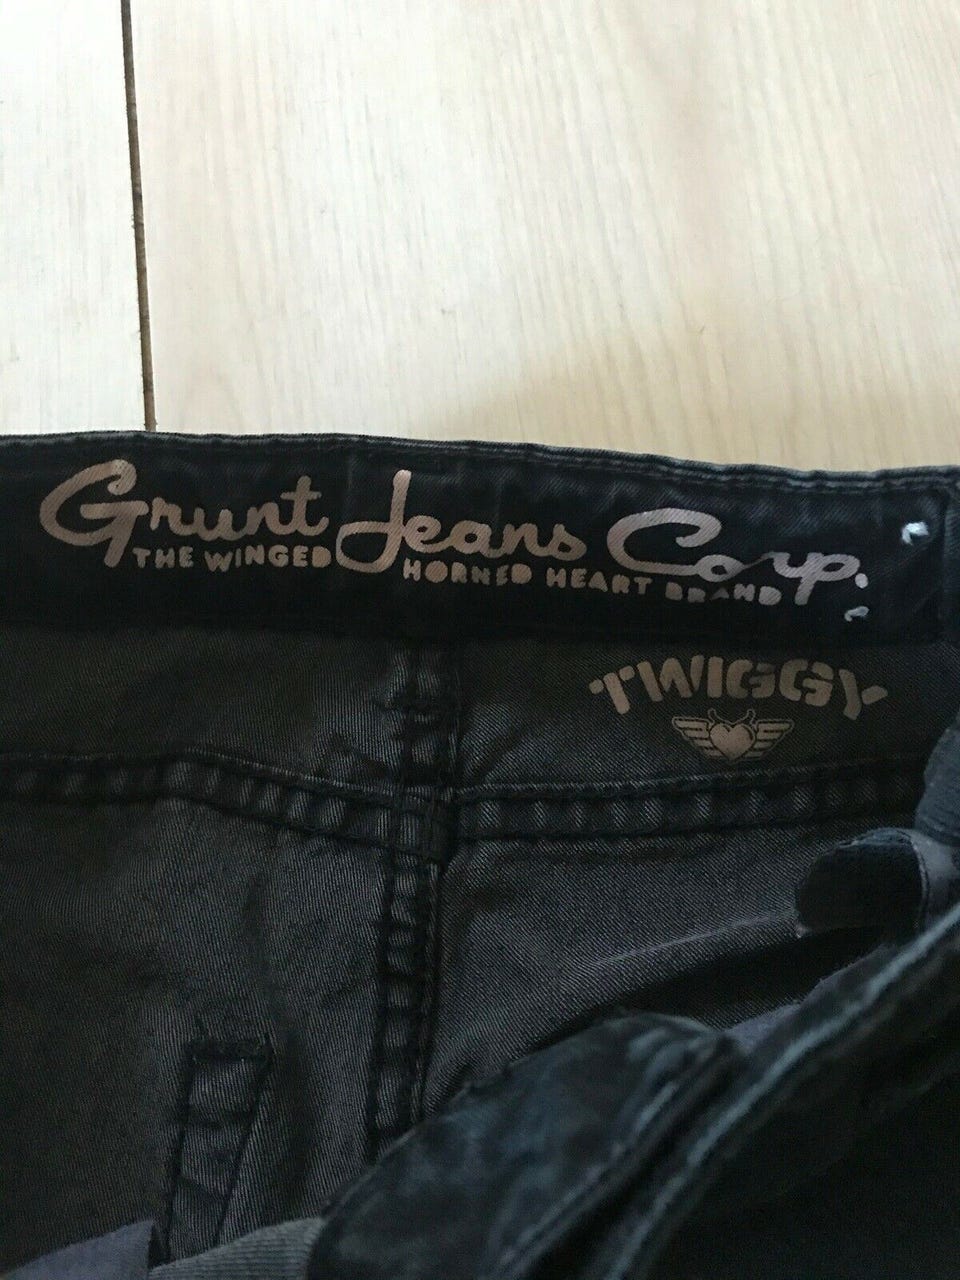 Grunt Jeans Corp.
THE WINGED HORNED HEART BRAND
TWIGGY